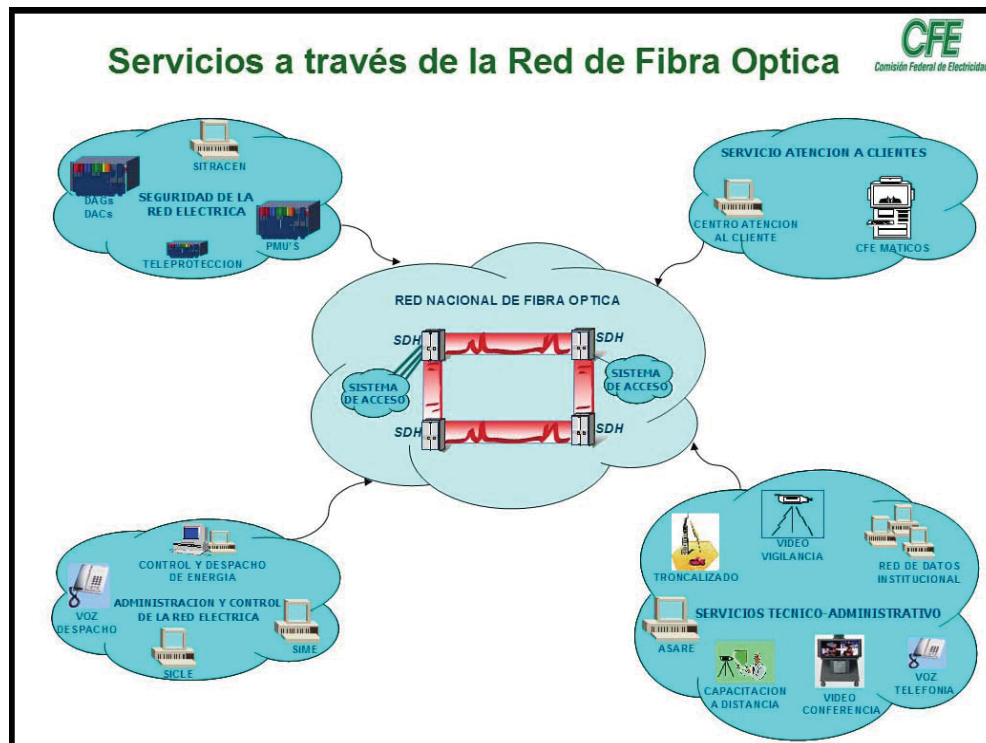 Servicios a través de la Red de Fibra Optica
CFE
Comisión Federal de Electricidad
SITRACEN
DAGs
DACs
SEGURIDAD DE LA
RED ELECTRICA
PMU'S
TELEPROTECCION
SERVICIO ATENCION A CLIENTES
CENTRO ATENCION
AL CLIENTE
CFE MATICOS
RED NACIONAL DE FIBRA OPTICA
SDH
SDH
SISTEMA
DE ACCESO
SISTEMA
DE ACCESO
SDH
SDH
CONTROL Y DESPACHO
DE ENERGIA
VOZ
DESPACHO
ADMINISTRACION Y CONTROL
DE LA RED ELECTRICA
SIME
SICLE
TRONCALIZADO
VIDEO
VIGILANCIA
RED DE DATOS
INSTITUCIONAL
SERVICIOS TECNICO-ADMINISTRATIVO
ASARE
CAPACITACION
A DISTANCIA
VIDEO
CONFERENCIA
VOZ
TELEFONIA